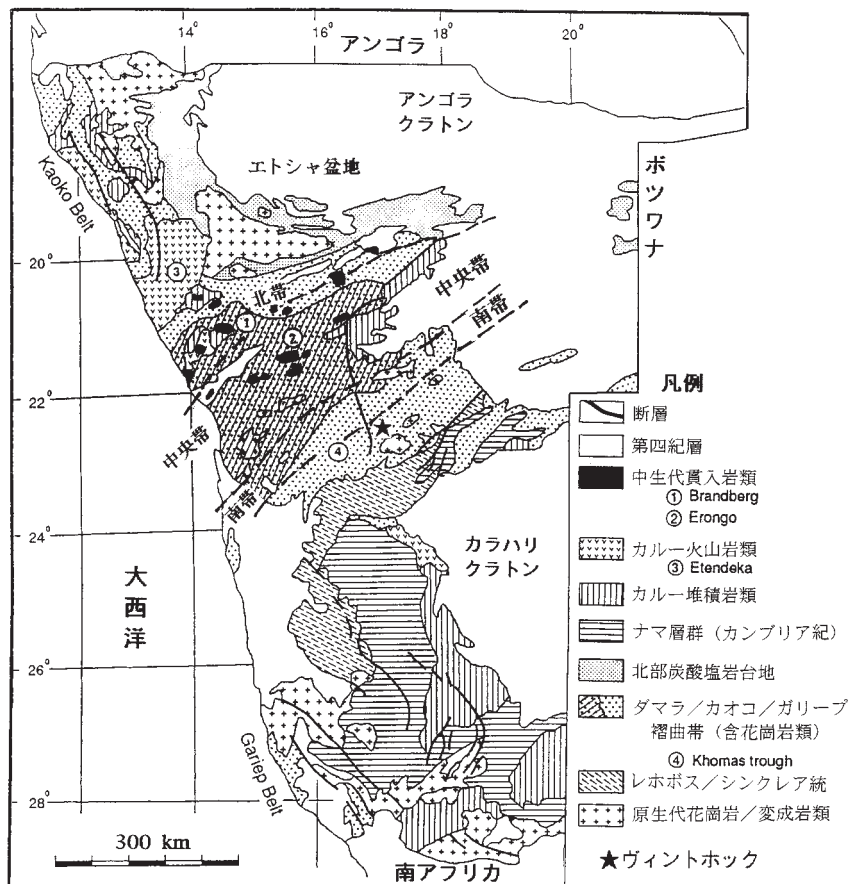 14°
16°
18°
20°
アンゴラ
アンゴラ
クラトン
エトシャ盆地
ボツワナ
Kaoko Belt
20°
③
北帯
中央帯
南帯
①
②
22°
中央帯
④
南帯
24°
カラハリ
クラトン
大西洋
26°
Gariep Belt
28°
300 km
南アフリカ
凡例
断層
第四紀層
中生代貫入岩類
① Brandberg
② Erongo
カルー火山岩類
③ Etendeka
カルー堆積岩類
ナマ層群（カンブリア紀）
北部炭酸塩岩台地
ダマラ／カオコ／ガリープ
褶曲帯（含花崗岩類）
④ Khomas trough
レホボス／シンクレア統
原生代花崗岩／変成岩類
★ヴィントホック